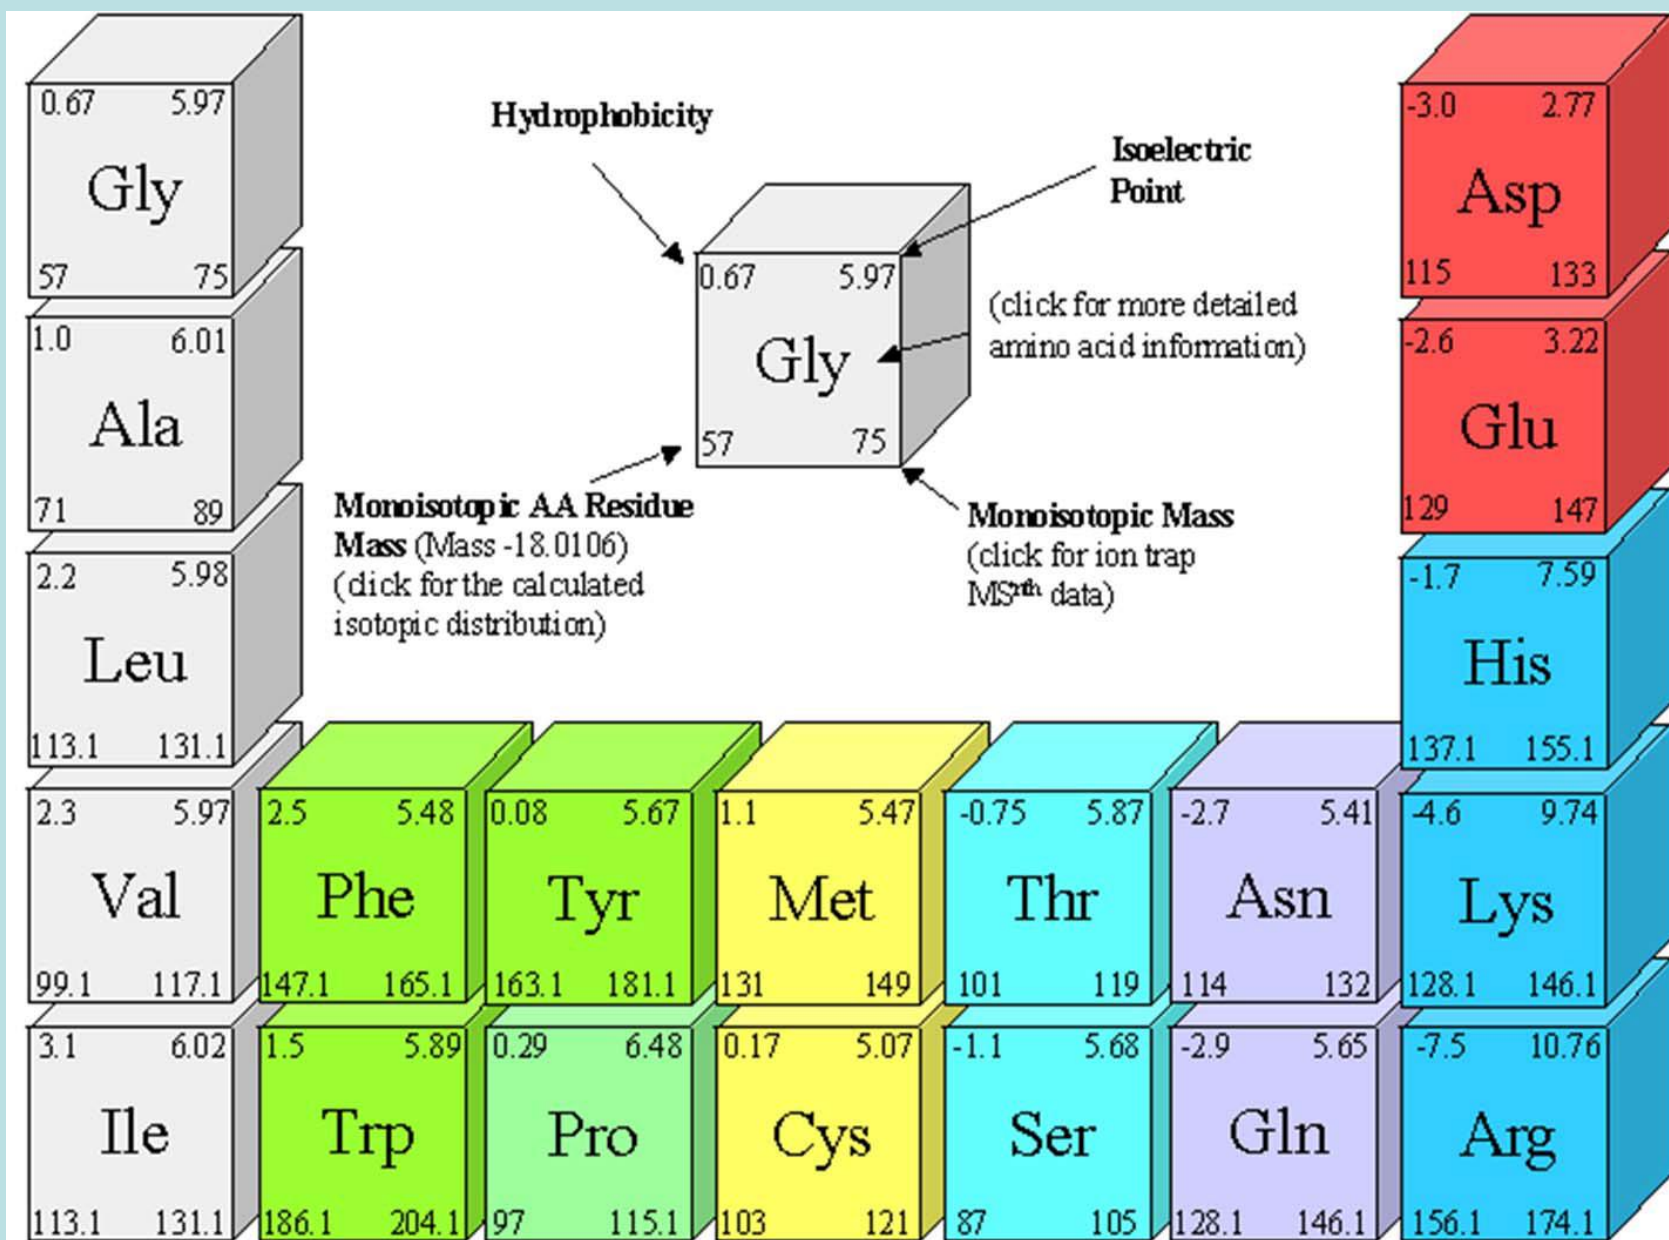 0.67 5.97
Gly
57 75
1.0 6.01
Ala
71 89
2.2 5.98
Leu
113.1 131.1
2.3 5.97
Val
99.1 117.1
3.1 6.02
Ile
113.1 131.1
Hydrophobicity
Isoelectric
Point
0.67 5.97
Gly
57 75
(click for more detailed
amino acid information)
Monoisotopic AA Residue
Mass (Mass -18.0106)
(click for the calculated
isotopic distribution)
Monoisotopic Mass
(click for ion trap
MSⁿᵗʰ data)
2.5 5.48
Phe
147.1 165.1
1.5 5.89
Trp
186.1 204.1
0.08 5.67
Tyr
163.1 181.1
0.29 6.48
Pro
97 115.1
1.1 5.47
Met
131 149
0.17 5.07
Cys
103 121
-0.75 5.87
Thr
101 119
-1.1 5.68
Ser
87 105
-2.7 5.41
Asn
114 132
-2.9 5.65
Gln
128.1 146.1
-3.0 2.77
Asp
115 133
-2.6 3.22
Glu
129 147
-1.7 7.59
His
137.1 155.1
-4.6 9.74
Lys
128.1 146.1
-7.5 10.76
Arg
156.1 174.1